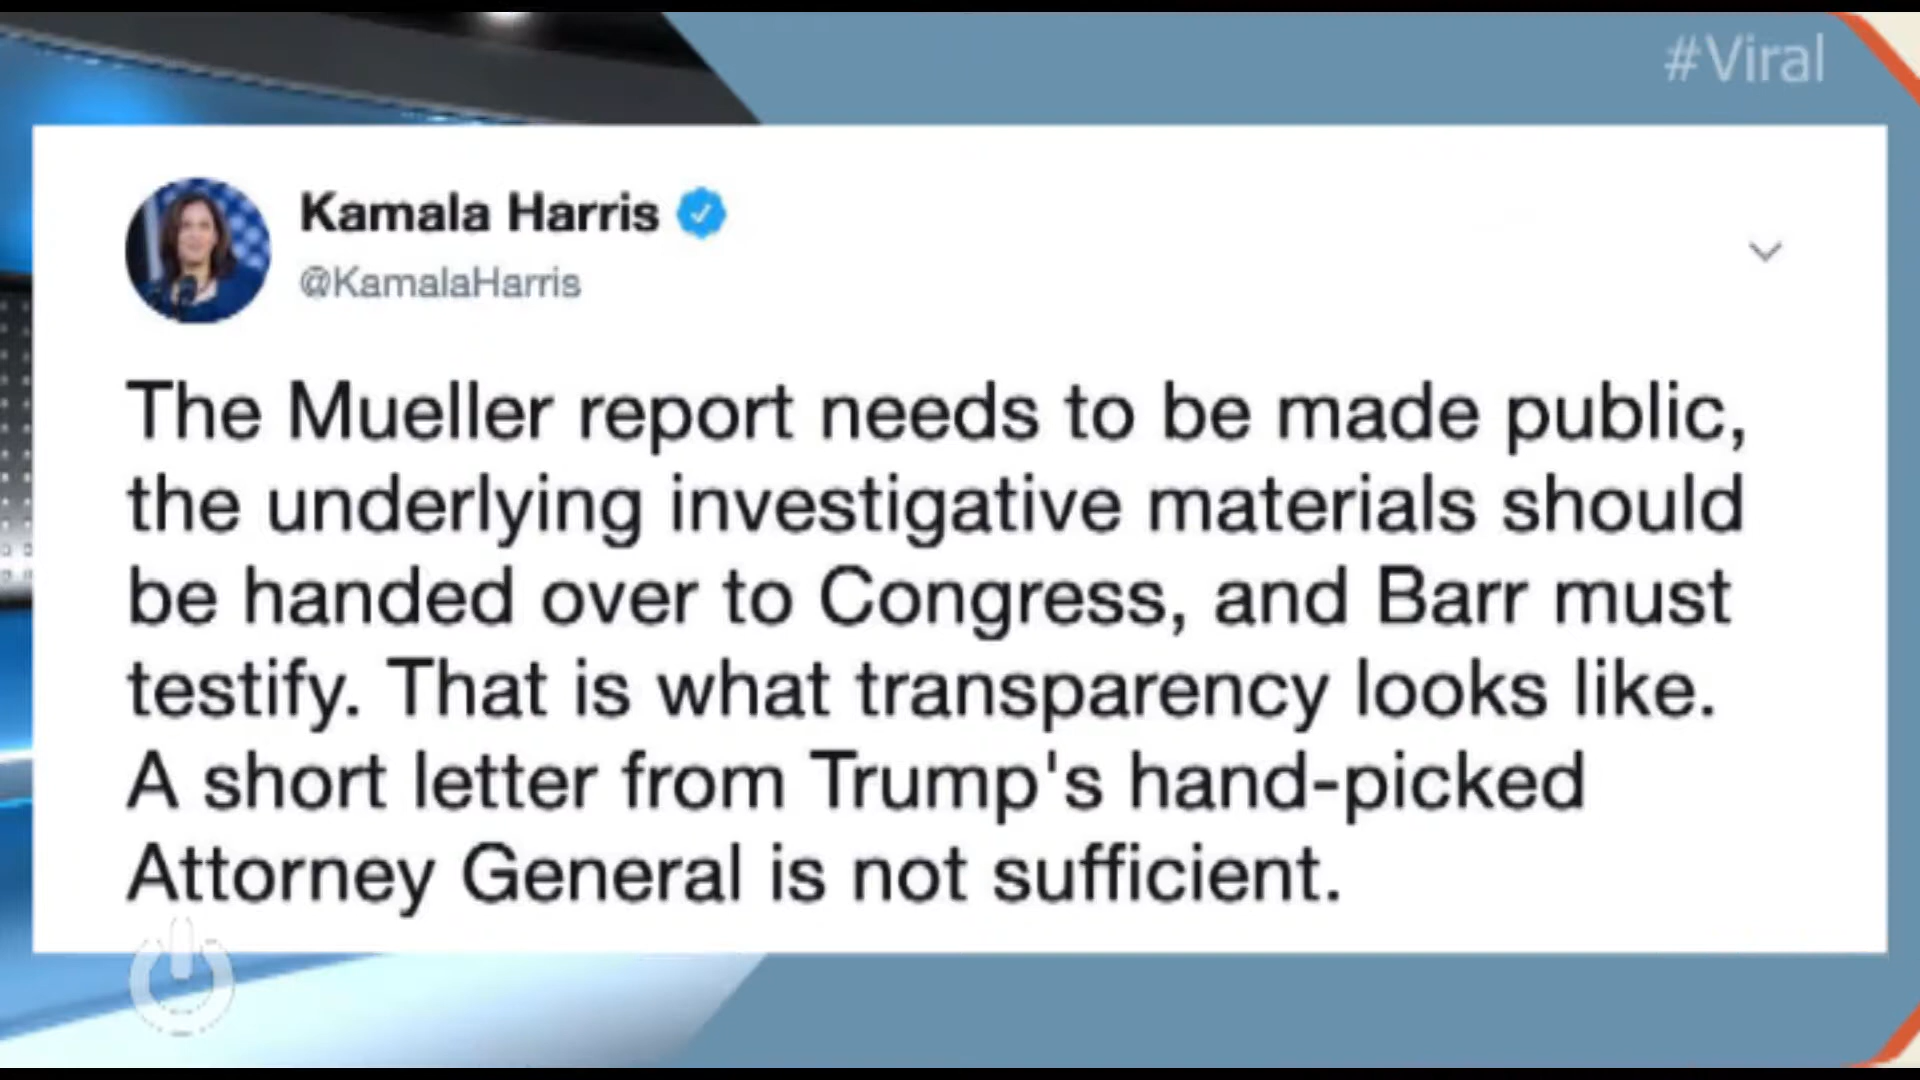 #Viral
Kamala Harris
@KamalaHarris
The Mueller report needs to be made public,
the underlying investigative materials should
be handed over to Congress, and Barr must
testify. That is what transparency looks like.
A short letter from Trump's hand-picked
Attorney General is not sufficient.